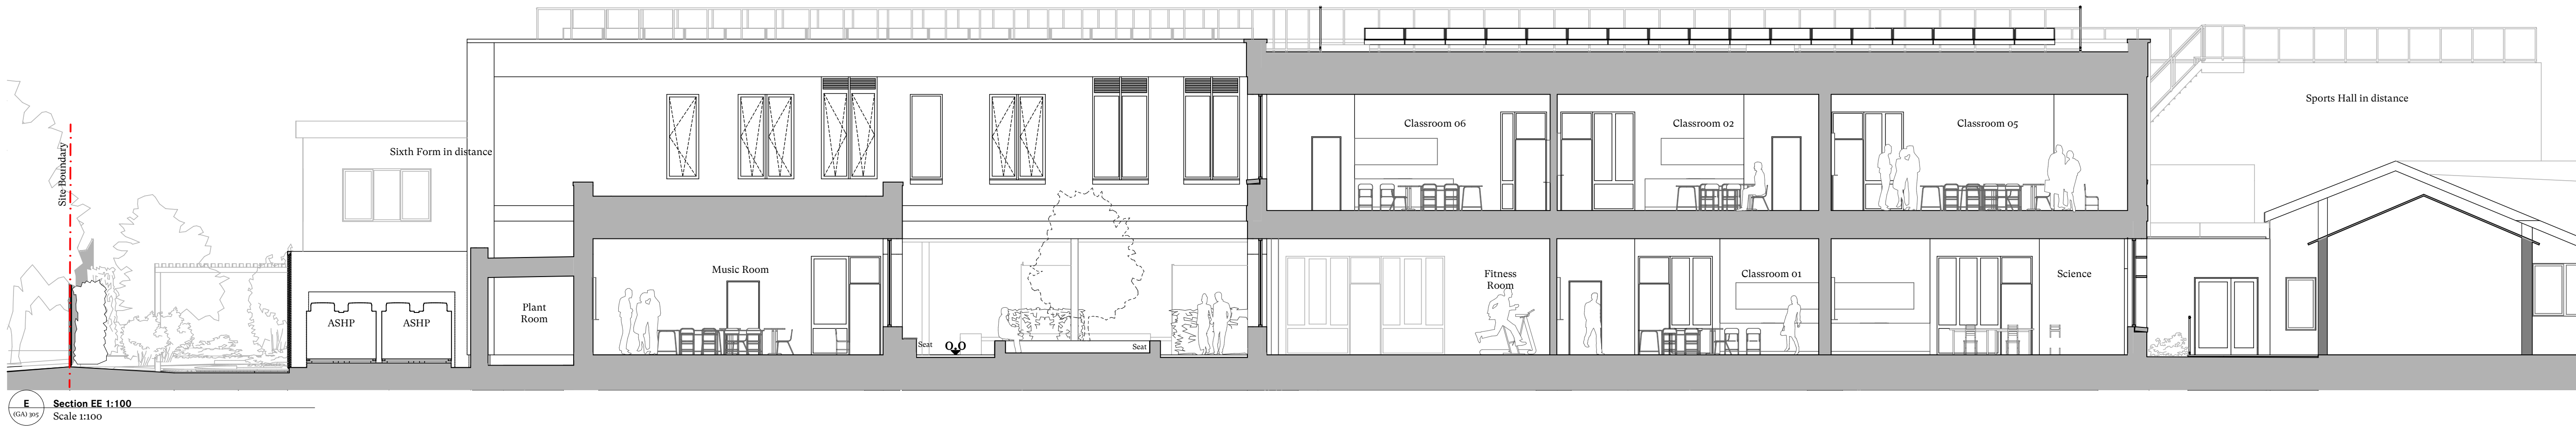 Site Boundary
Sixth Form in distance
ASHP
ASHP
Plant
Room
Music Room
Seat
0.0
Seat
Classroom 06
Classroom 02
Classroom 05
Fitness
Room
Classroom 01
Science
Sports Hall in distance
E
(GA) 305
Section EE 1:100
Scale 1:100